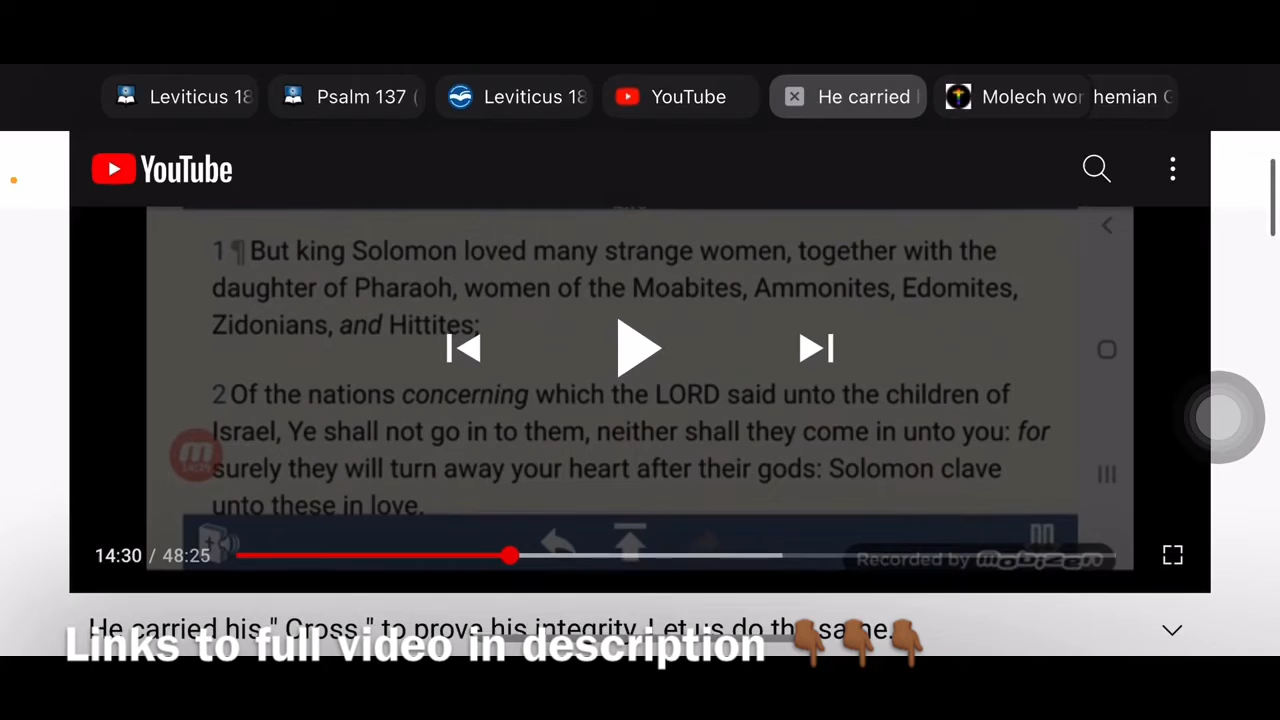 Leviticus 18
Psalm 137 (
Leviticus 18
YouTube
He carried
Molech wor
hemian G
YouTube
1 ¶ But king Solomon loved many strange women, together with the
daughter of Pharaoh, women of the Moabites, Ammonites, Edomites,
Zidonians, and Hittites;
2 Of the nations concerning which the LORD said unto the children of
Israel, Ye shall not go in to them, neither shall they come in unto you: for
surely they will turn away your heart after their gods: Solomon clave
unto these in love.
14:30 / 48:25
Recorded by mobizen
He carried his " Cross " to prove his integrity. Let us do the same.
Links to full video in description 👇🏾👇🏾👇🏾